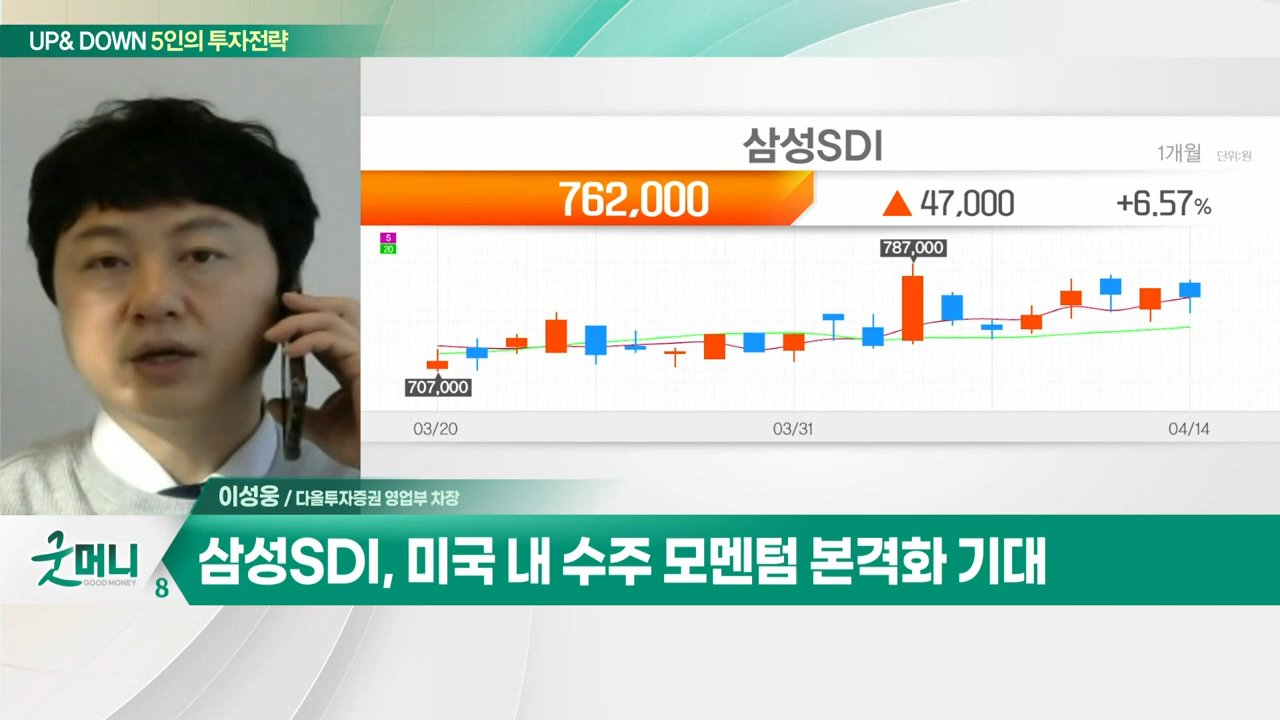 UP& DOWN 5인의 투자전략
삼성SDI
1개월 단위:원
762,000 ▲ 47,000 +6.57%
5
20
787,000
707,000
03/20 03/31 04/14
이성웅 / 다올투자증권 영업부 차장
굿머니
GOOD MONEY
8
삼성SDI, 미국 내 수주 모멘텀 본격화 기대